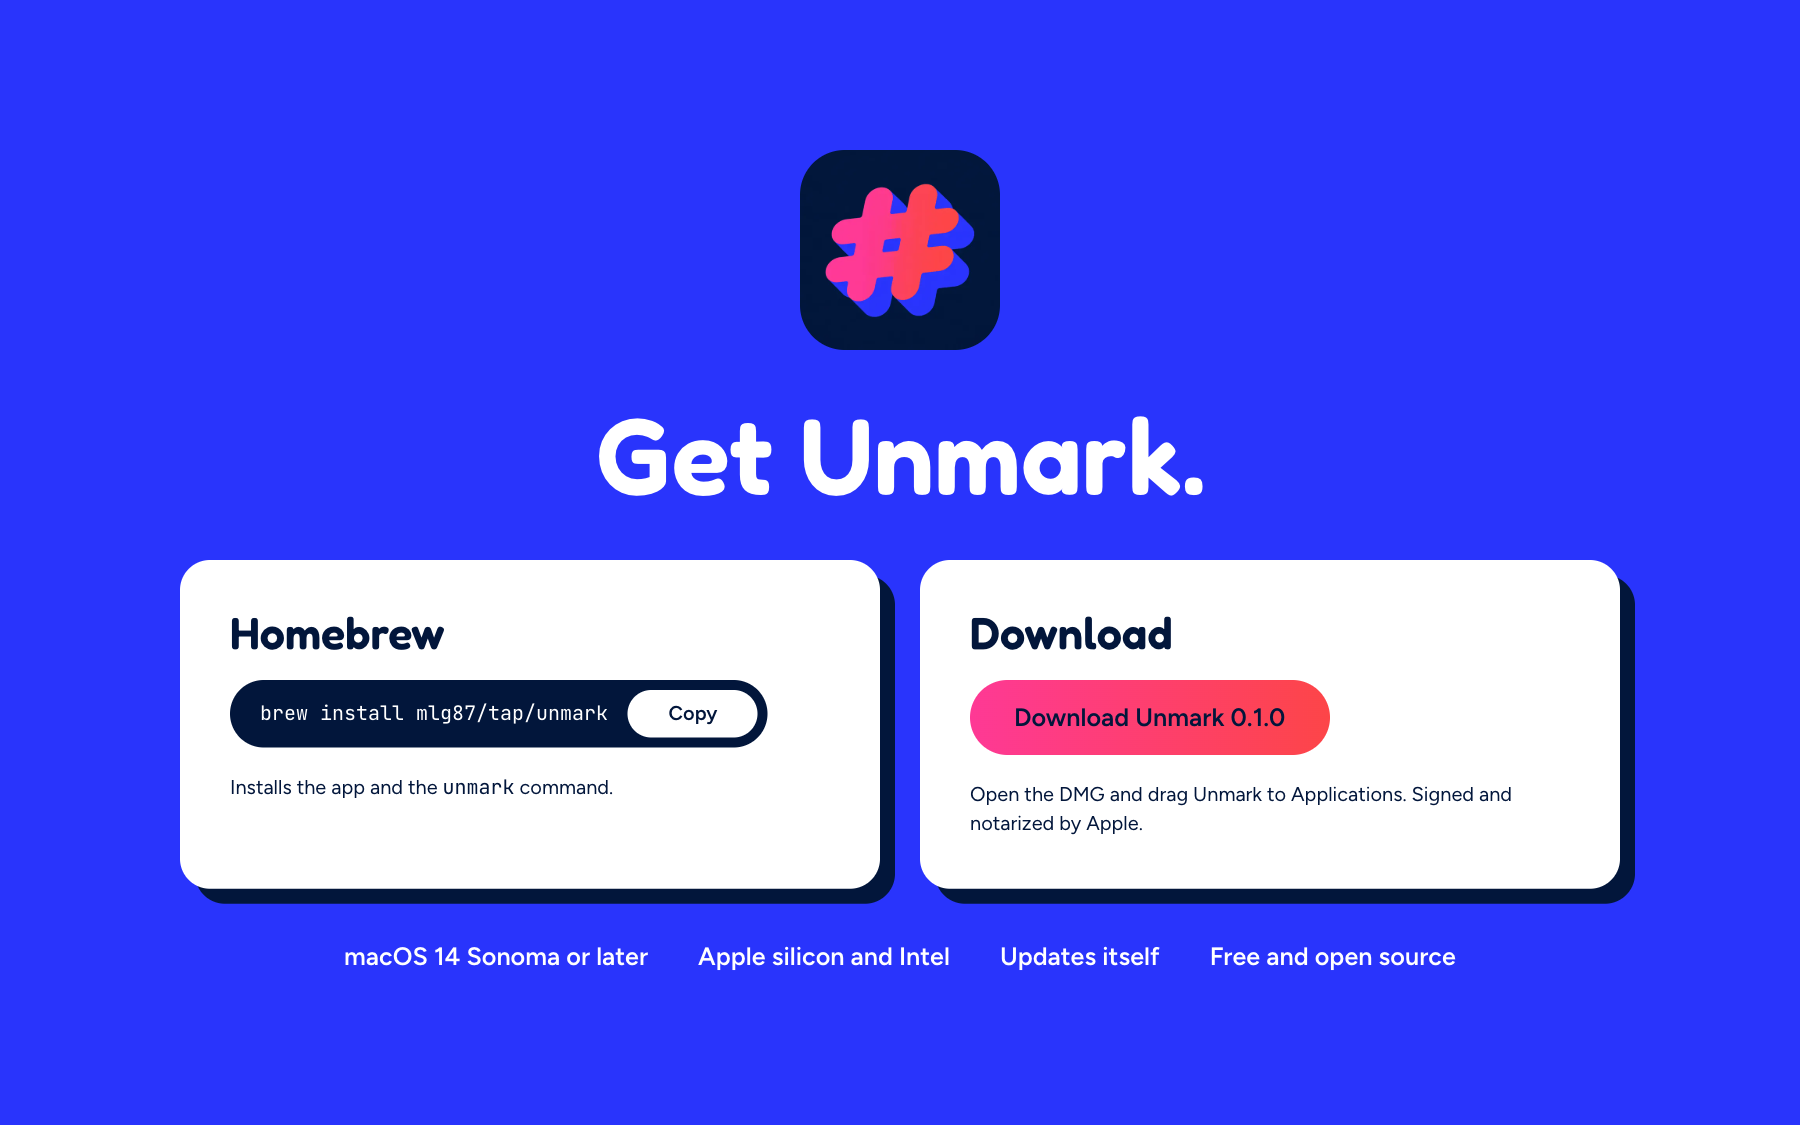 #
Get Unmark.
Homebrew
brew install mlg87/tap/unmark
Copy
Installs the app and the unmark command.
Download
Download Unmark 0.1.0
Open the DMG and drag Unmark to Applications. Signed and
notarized by Apple.
macOS 14 Sonoma or later
Apple silicon and Intel
Updates itself
Free and open source